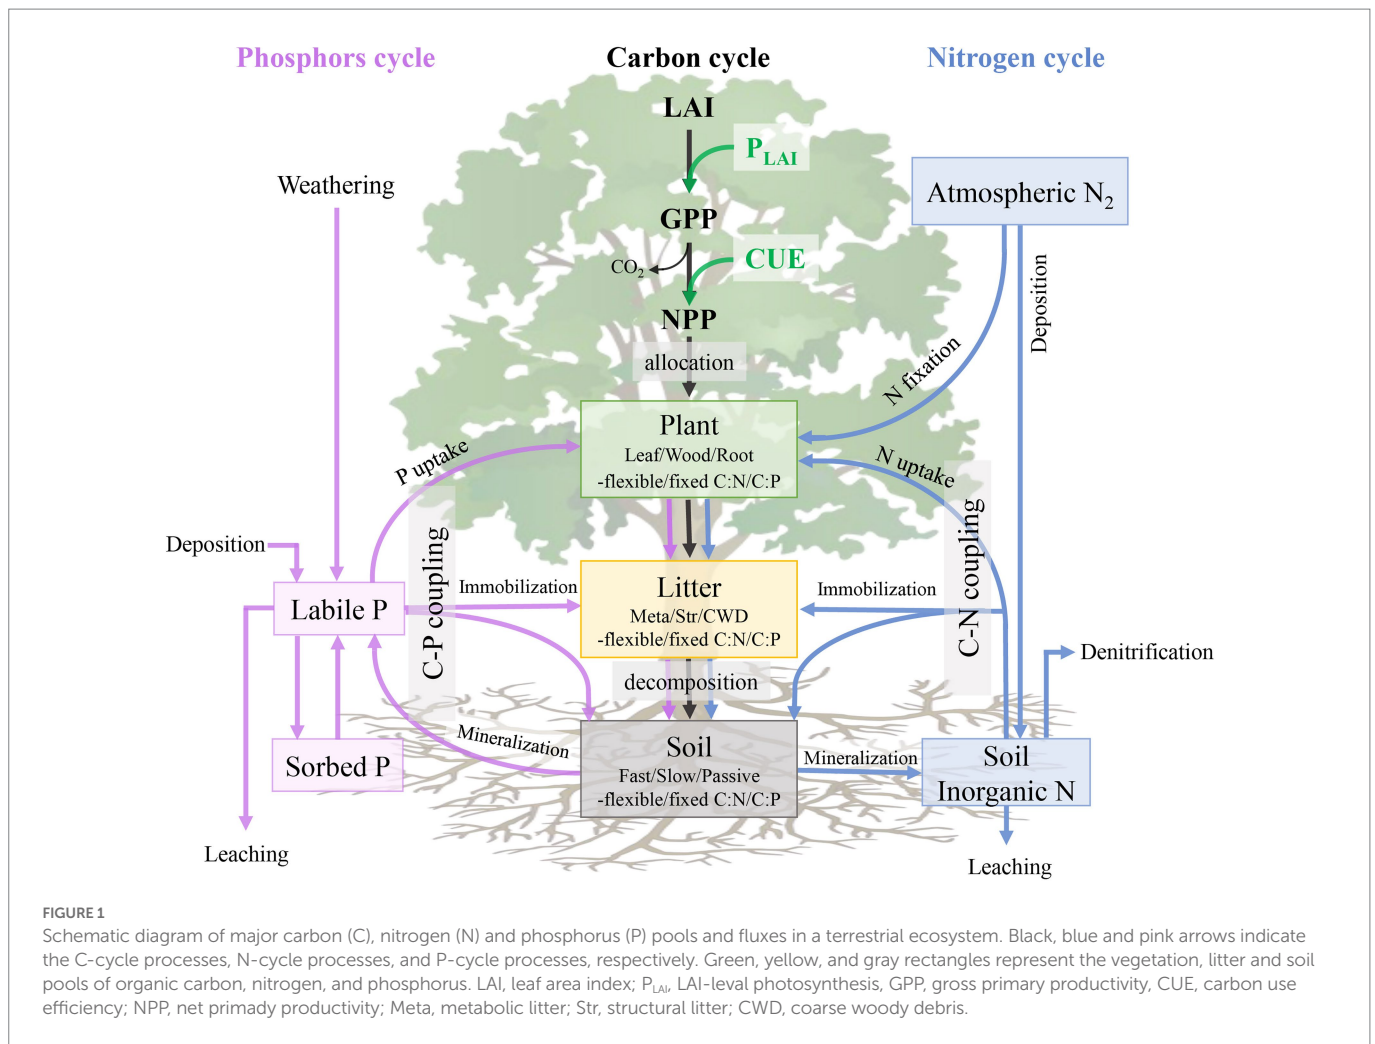 Phosphors cycle
Carbon cycle
Nitrogen cycle
LAI
P_LAI
Weathering
Atmospheric N₂
GPP
CO₂
CUE
Deposition
NPP
allocation
N fixation
Plant
Leaf/Wood/Root
-flexible/fixed C:N/C:P
P uptake
N uptake
C-P coupling
C-N coupling
Deposition
Labile P
Immobilization
Litter
Meta/Str/CWD
-flexible/fixed C:N/C:P
Immobilization
Denitrification
decomposition
Sorbed P
Mineralization
Soil
Fast/Slow/Passive
-flexible/fixed C:N/C:P
Mineralization
Soil
Inorganic N
Leaching
Leaching
FIGURE 1
Schematic diagram of major carbon (C), nitrogen (N) and phosphorus (P) pools and fluxes in a terrestrial ecosystem. Black, blue and pink arrows indicate
the C-cycle processes, N-cycle processes, and P-cycle processes, respectively. Green, yellow, and gray rectangles represent the vegetation, litter and soil
pools of organic carbon, nitrogen, and phosphorus. LAI, leaf area index; P_LAI, LAI-leval photosynthesis, GPP, gross primary productivity, CUE, carbon use
efficiency; NPP, net primady productivity; Meta, metabolic litter; Str, structural litter; CWD, coarse woody debris.